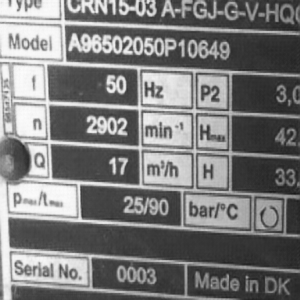 Type CRN15-03 A-FGJ-G-V-HQQ
Model A96502050P10649
f 50 Hz P2 3,0
n 2902 min⁻¹ Hmax 42
Q 17 m³/h H 33
pmax/tmax 25/90 bar/°C
Serial No. 0003 Made in DK